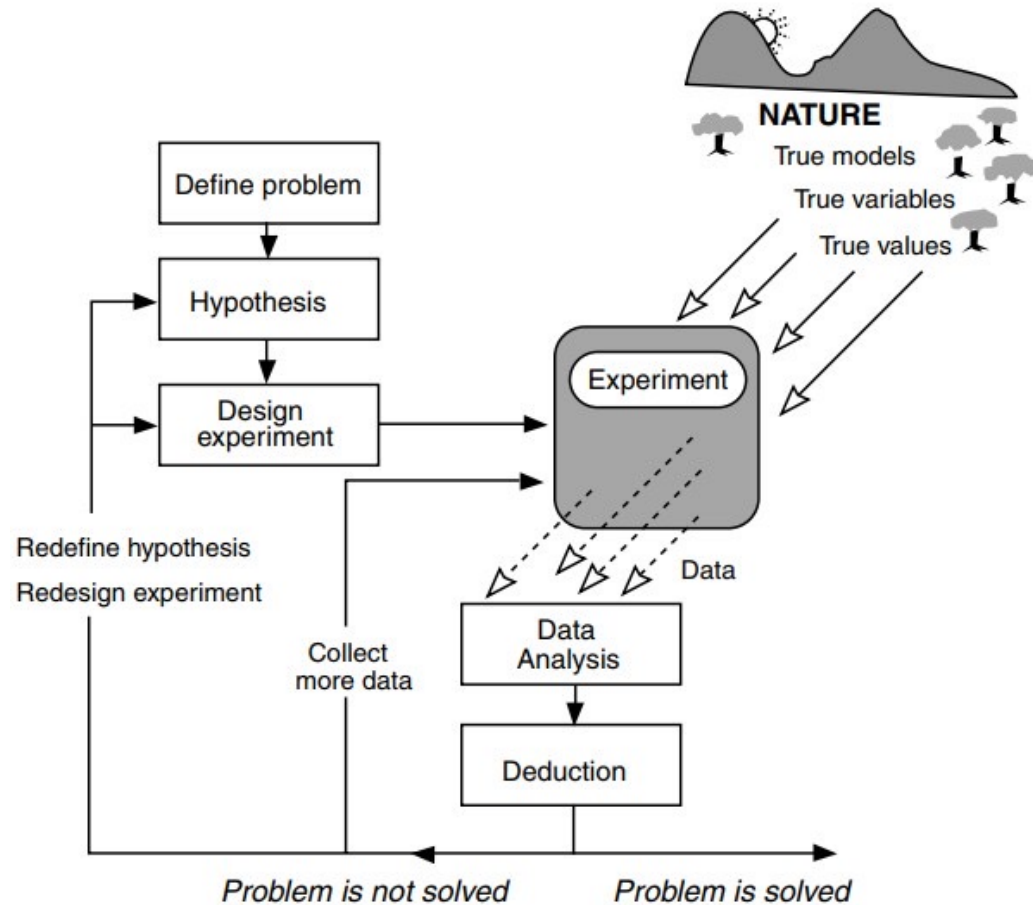 NATURE
True models
True variables
True values
Define problem
Hypothesis
Design
experiment
Experiment
Redefine hypothesis
Redesign experiment
Data
Collect
more data
Data
Analysis
Deduction
Problem is not solved
Problem is solved